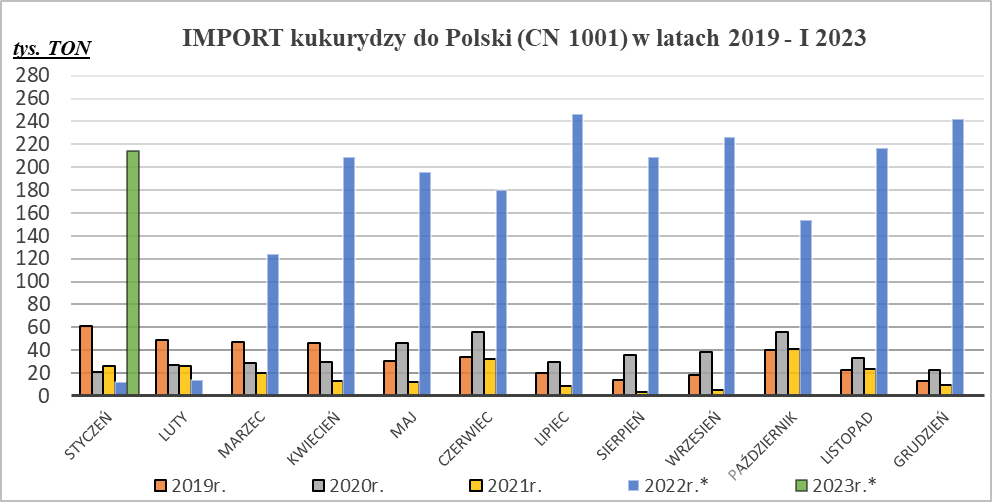 IMPORT kukurydzy do Polski (CN 1001) w latach 2019 - I 2023
tys. TON
280
260
240
220
200
180
160
140
120
100
80
60
40
20
0
STYCZEŃ
LUTY
MARZEC
KWIECIEŃ
MAJ
CZERWIEC
LIPIEC
SIERPIEŃ
WRZESIEŃ
PAŹDZIERNIK
LISTOPAD
GRUDZIEŃ
2019r. 2020r. 2021r. 2022r.* 2023r.*